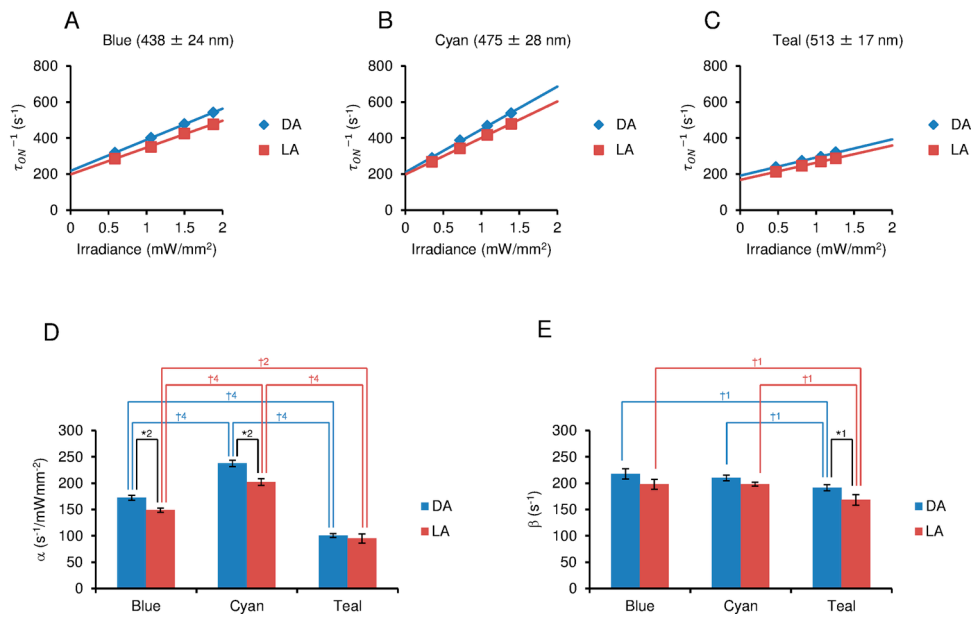 A
Blue (438 ± 24 nm)
800
600
400
200
0
τON−1 (s-1)
0 0.5 1 1.5 2
Irradiance (mW/mm2)
DA
LA
B
Cyan (475 ± 28 nm)
800
600
400
200
0
τON−1 (s-1)
0 0.5 1 1.5 2
Irradiance (mW/mm2)
DA
LA
C
Teal (513 ± 17 nm)
800
600
400
200
0
τON−1 (s-1)
0 0.5 1 1.5 2
Irradiance (mW/mm2)
DA
LA
D
†2
†4 †4
†4
†4 †4
*2 *2
300
250
200
150
100
50
0
α (s-1/mWmm-2)
Blue Cyan Teal
DA
LA
E
†1
†1
†1
†1
*1
300
250
200
150
100
50
0
β (s-1)
Blue Cyan Teal
DA
LA